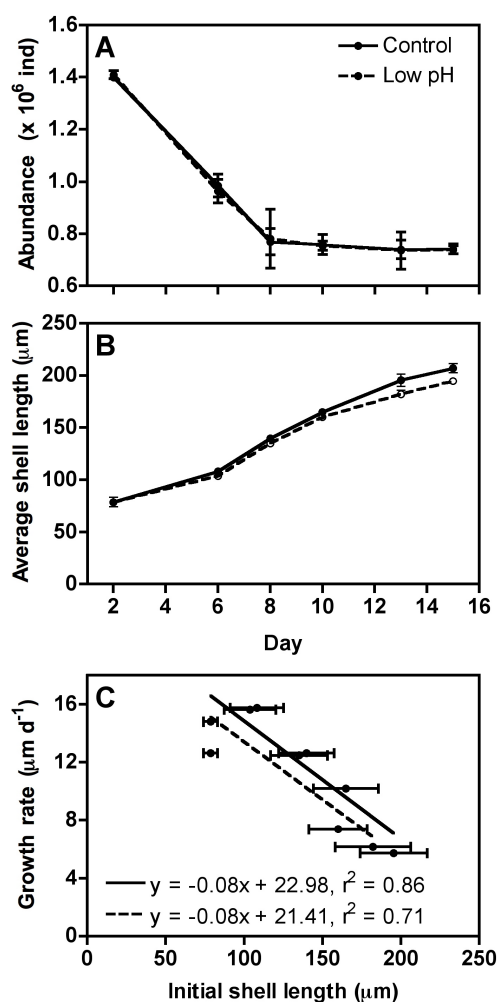 A
Control
Low pH
Abundance (x 10⁶ ind)
1.6
1.4
1.2
1.0
0.8
0.6
B
Average shell length (μm)
250
200
150
100
50
0
2 4 6 8 10 12 14 16
Day
C
Growth rate (μm d⁻¹)
16
12
8
4
0
y = -0.08x + 22.98, r² = 0.86
y = -0.08x + 21.41, r² = 0.71
0 50 100 150 200 250
Initial shell length (μm)